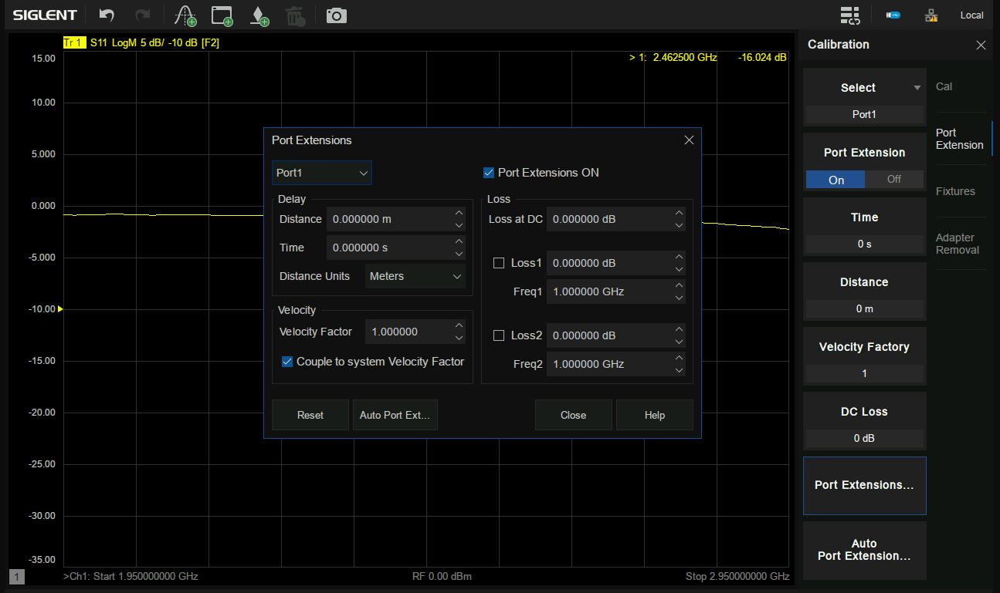 SIGLENT
Local
Tr 1 S11 LogM 5 dB/ -10 dB [F2]
> 1: 2.462500 GHz -16.024 dB
15.00
10.00
5.000
0.000
-5.000
-10.00
-15.00
-20.00
-25.00
-30.00
-35.00
1
>Ch1: Start 1.950000000 GHz
RF 0.00 dBm
Stop 2.950000000 GHz
Port Extensions
Port1
Port Extensions ON
Delay
Distance 0.000000 m
Time 0.000000 s
Distance Units Meters
Velocity
Velocity Factor 1.000000
Couple to system Velocity Factor
Loss
Loss at DC 0.000000 dB
Loss1 0.000000 dB
Freq1 1.000000 GHz
Loss2 0.000000 dB
Freq2 1.000000 GHz
Reset
Auto Port Ext...
Close
Help
Calibration
Select
Port1
Port Extension
On Off
Time
0 s
Distance
0 m
Velocity Factory
1
DC Loss
0 dB
Port Extensions...
Auto
Port Extension...
Cal
Port
Extension
Fixtures
Adapter
Removal